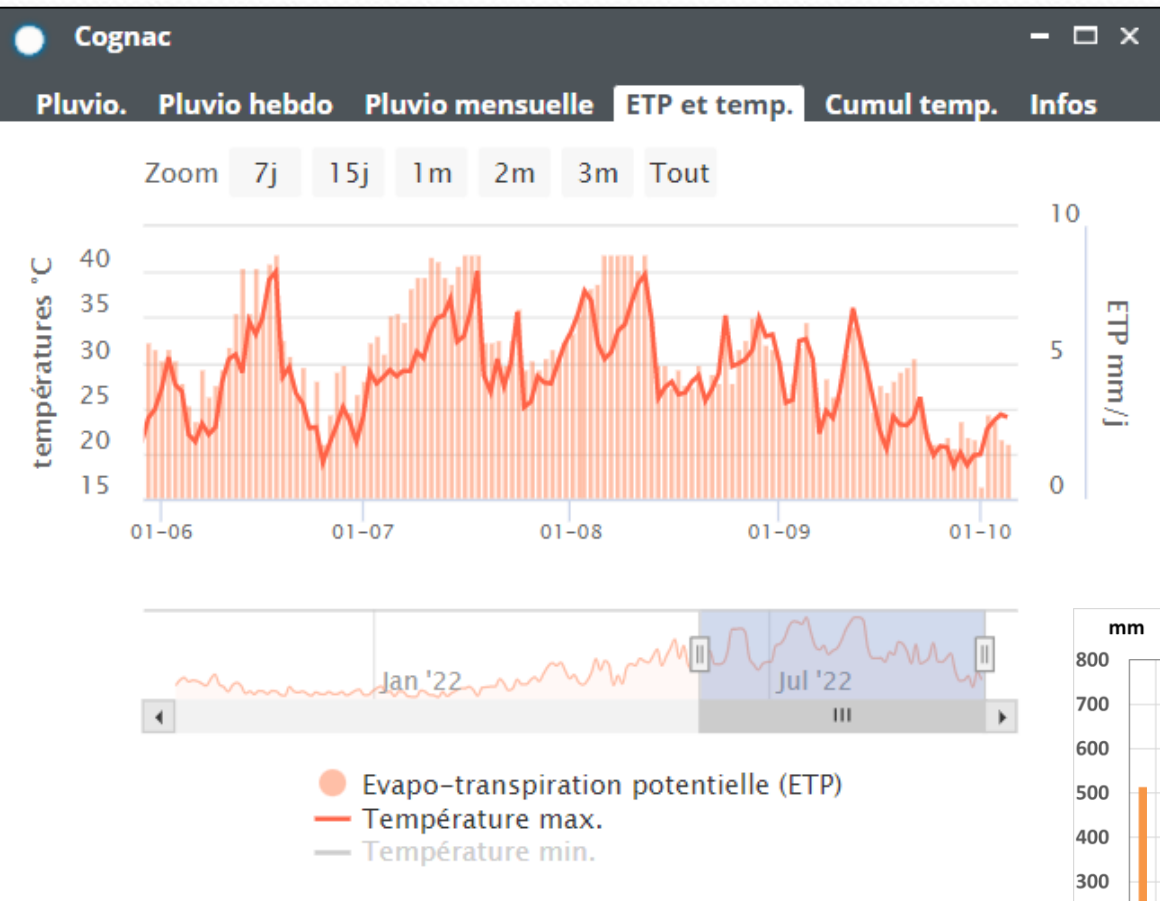 Cognac
Pluvio. Pluvio hebdo Pluvio mensuelle ETP et temp. Cumul temp. Infos
Zoom 7j 15j 1m 2m 3m Tout
températures °C
40
35
30
25
20
15
10
5
0
ETP mm/j
01-06 01-07 01-08 01-09 01-10
Jan '22 Jul '22
Evapo-transpiration potentielle (ETP)
Température max.
Température min.
mm
800
700
600
500
400
300